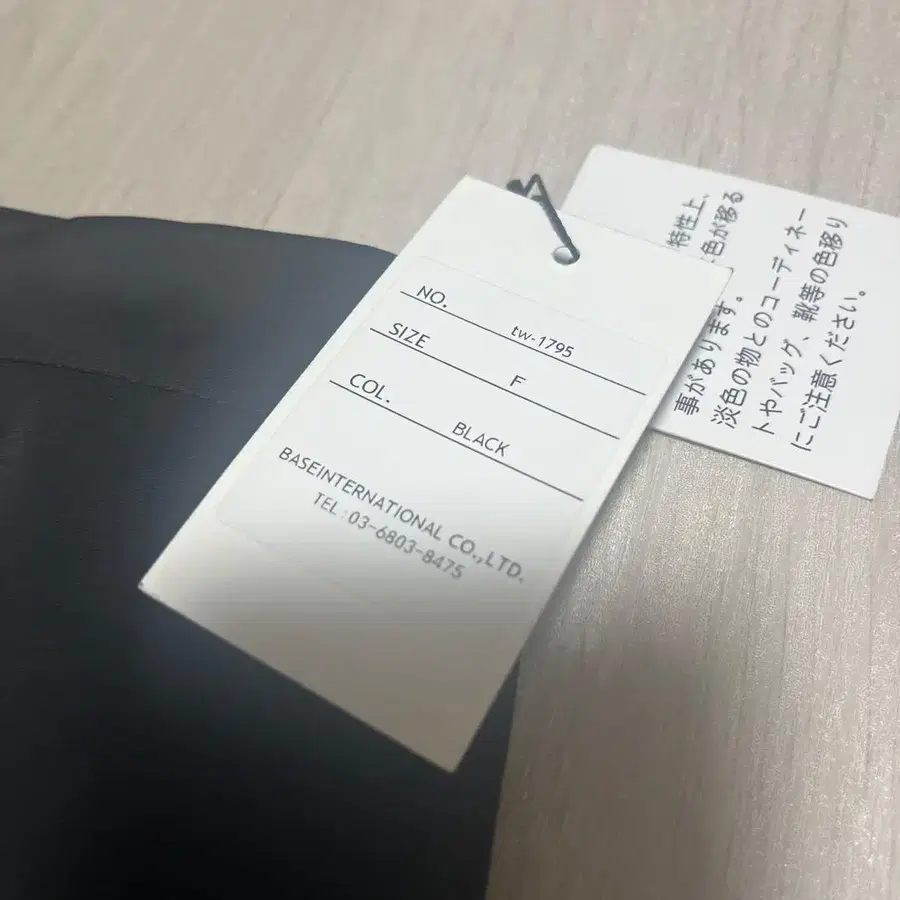 NO. tw-1795
SIZE F
COL. BLACK
BASEINTERNATIONAL CO.,LTD.
TEL:03-6803-8475
特性上、
色が移る
事があります。
淡色の物とのコーディネー
トやバッグ、靴等の色移り
にご注意ください。